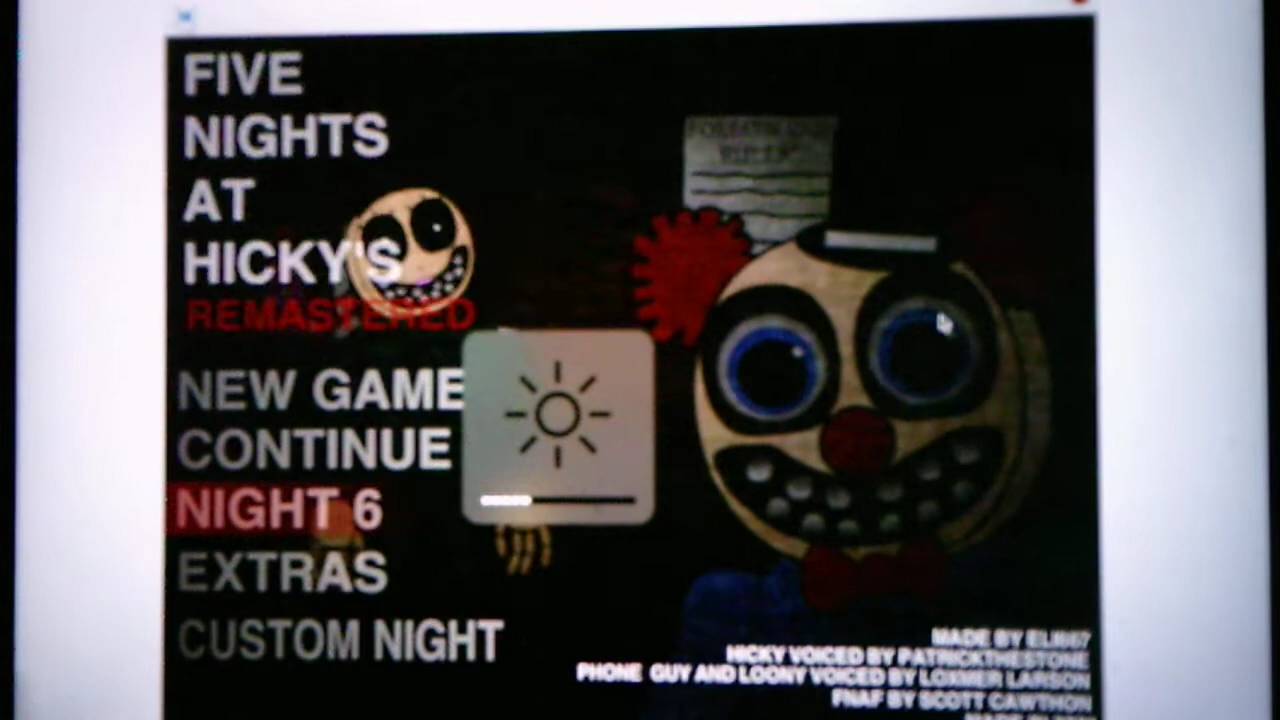 FIVE
NIGHTS
AT
HICKY'S
REMASTERED
NEW GAME
CONTINUE
NIGHT 6
EXTRAS
CUSTOM NIGHT
MADE BY
HICKY VOICED BY PATRICKTHESTONE
PHONE GUY AND LOONY VOICED BY LOXMER LARSON
FNAF BY SCOTT CAWTHON